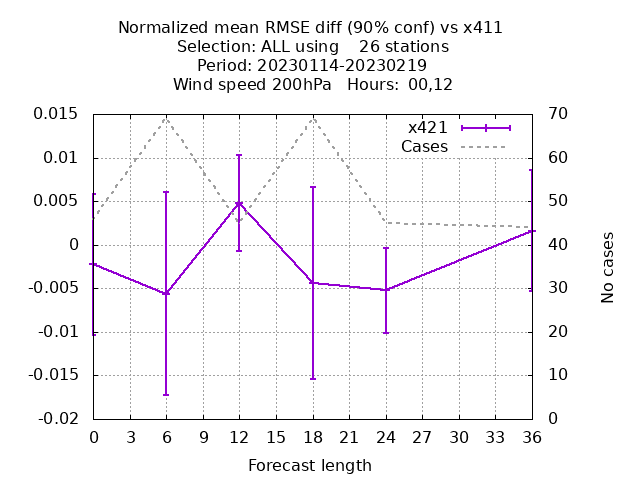 Normalized mean RMSE diff (90% conf) vs x411
Selection: ALL using    26 stations
Period: 20230114-20230219
Wind speed 200hPa   Hours:  00,12
x421
Cases
0.015
0.01
0.005
0
-0.005
-0.01
-0.015
-0.02
70
60
50
40
30
20
10
0
No cases
0 3 6 9 12 15 18 21 24 27 30 33 36
Forecast length